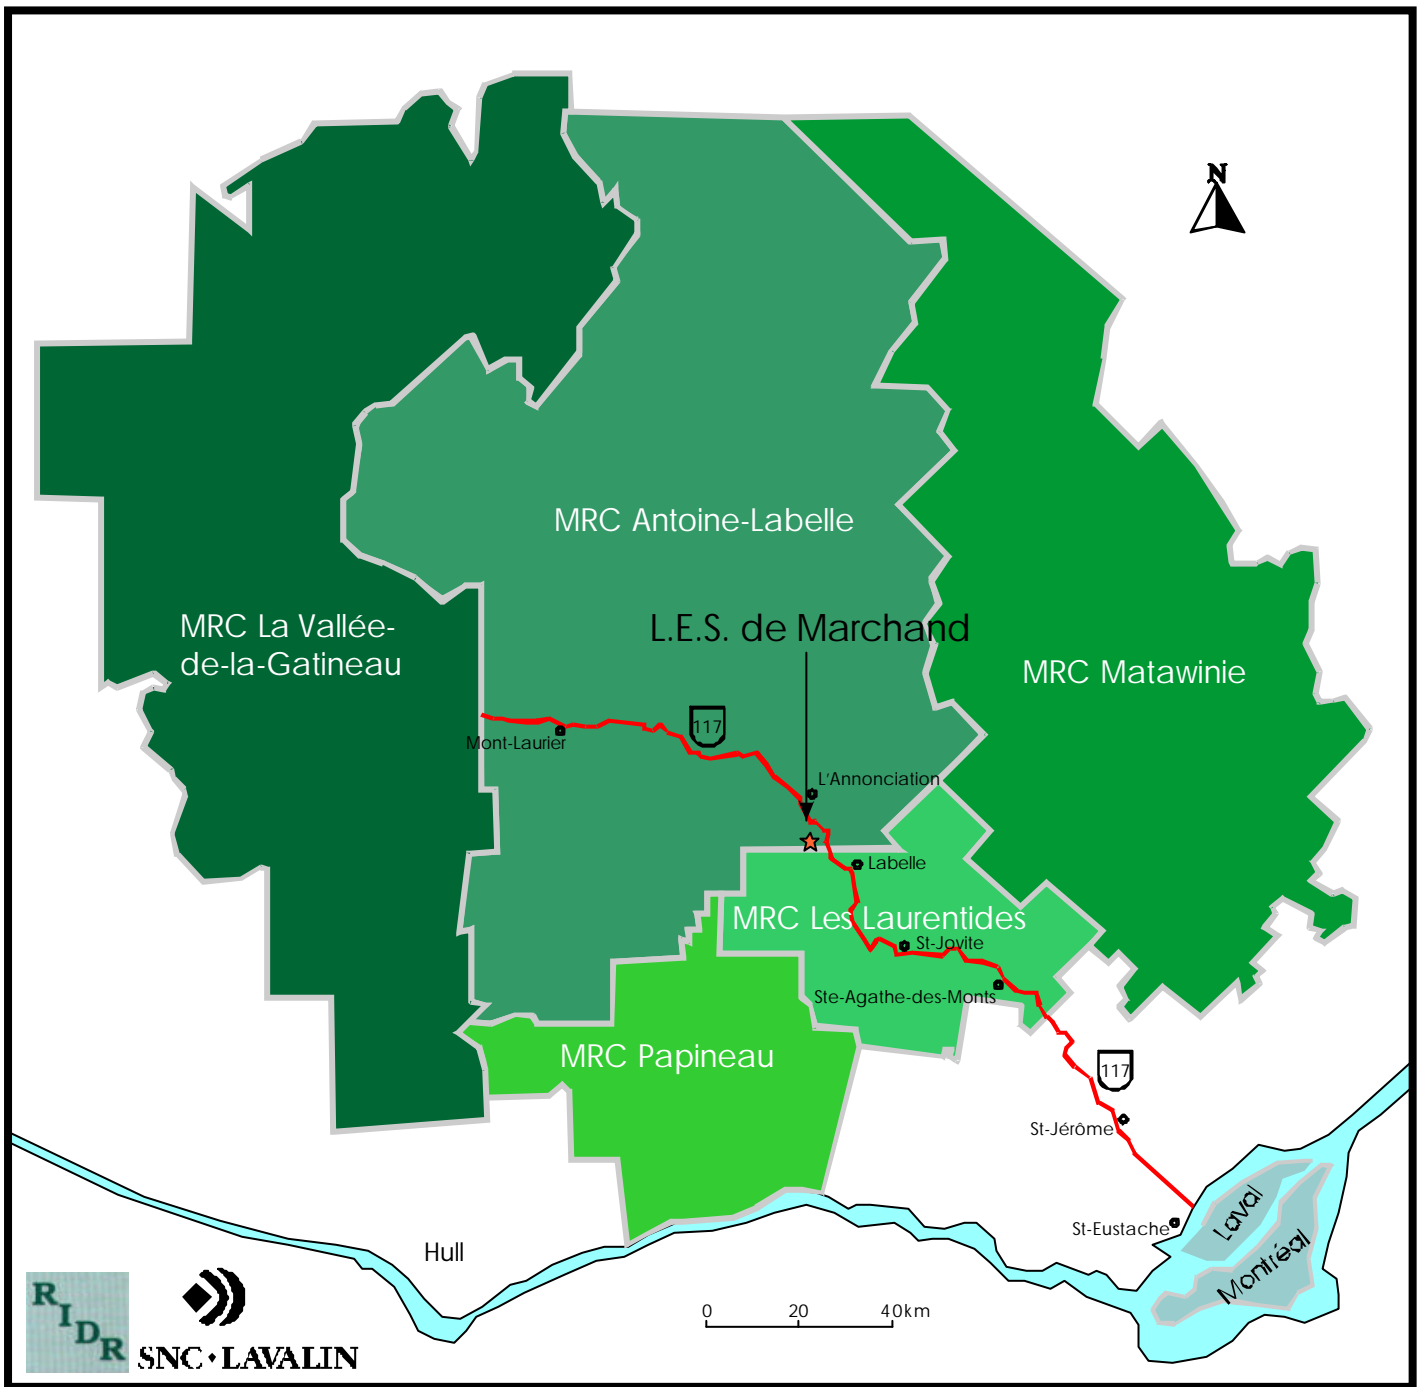 N
MRC Antoine-Labelle
MRC La Vallée-
de-la-Gatineau
L.E.S. de Marchand
MRC Matawinie
117
Mont-Laurier
L'Annonciation
Labelle
MRC Les Laurentides
St-Jovite
Ste-Agathe-des-Monts
MRC Papineau
117
St-Jérôme
Laval
St-Eustache
Montréal
Hull
RIDR
SNC•LAVALIN
0 20 40km